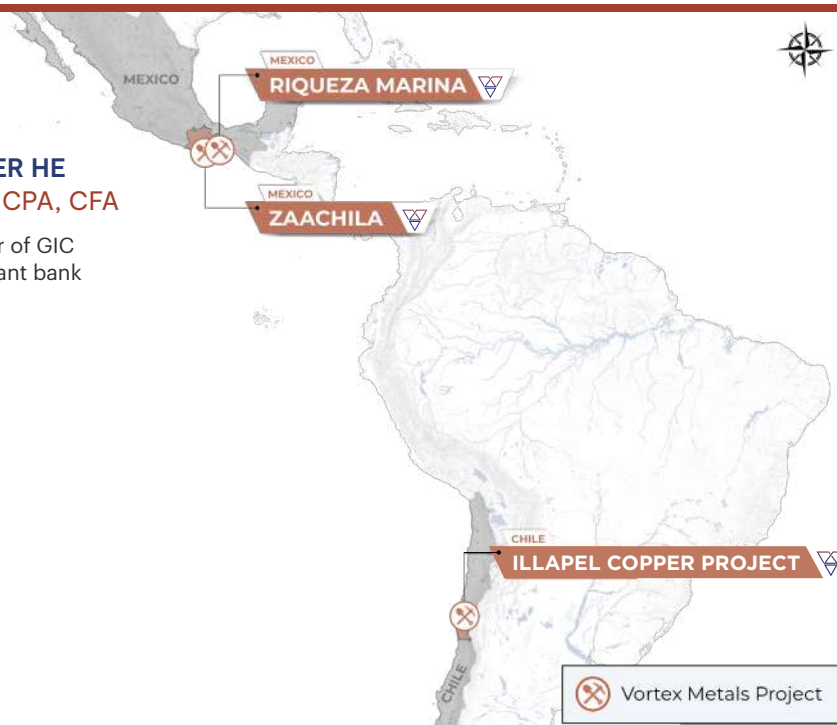 MEXICO
MEXICO
RIQUEZA MARINA
ER HE
CPA, CFA
r of GIC
ant bank
MEXICO
ZAACHILA
CHILE
ILLAPEL COPPER PROJECT
CHILE
Vortex Metals Project